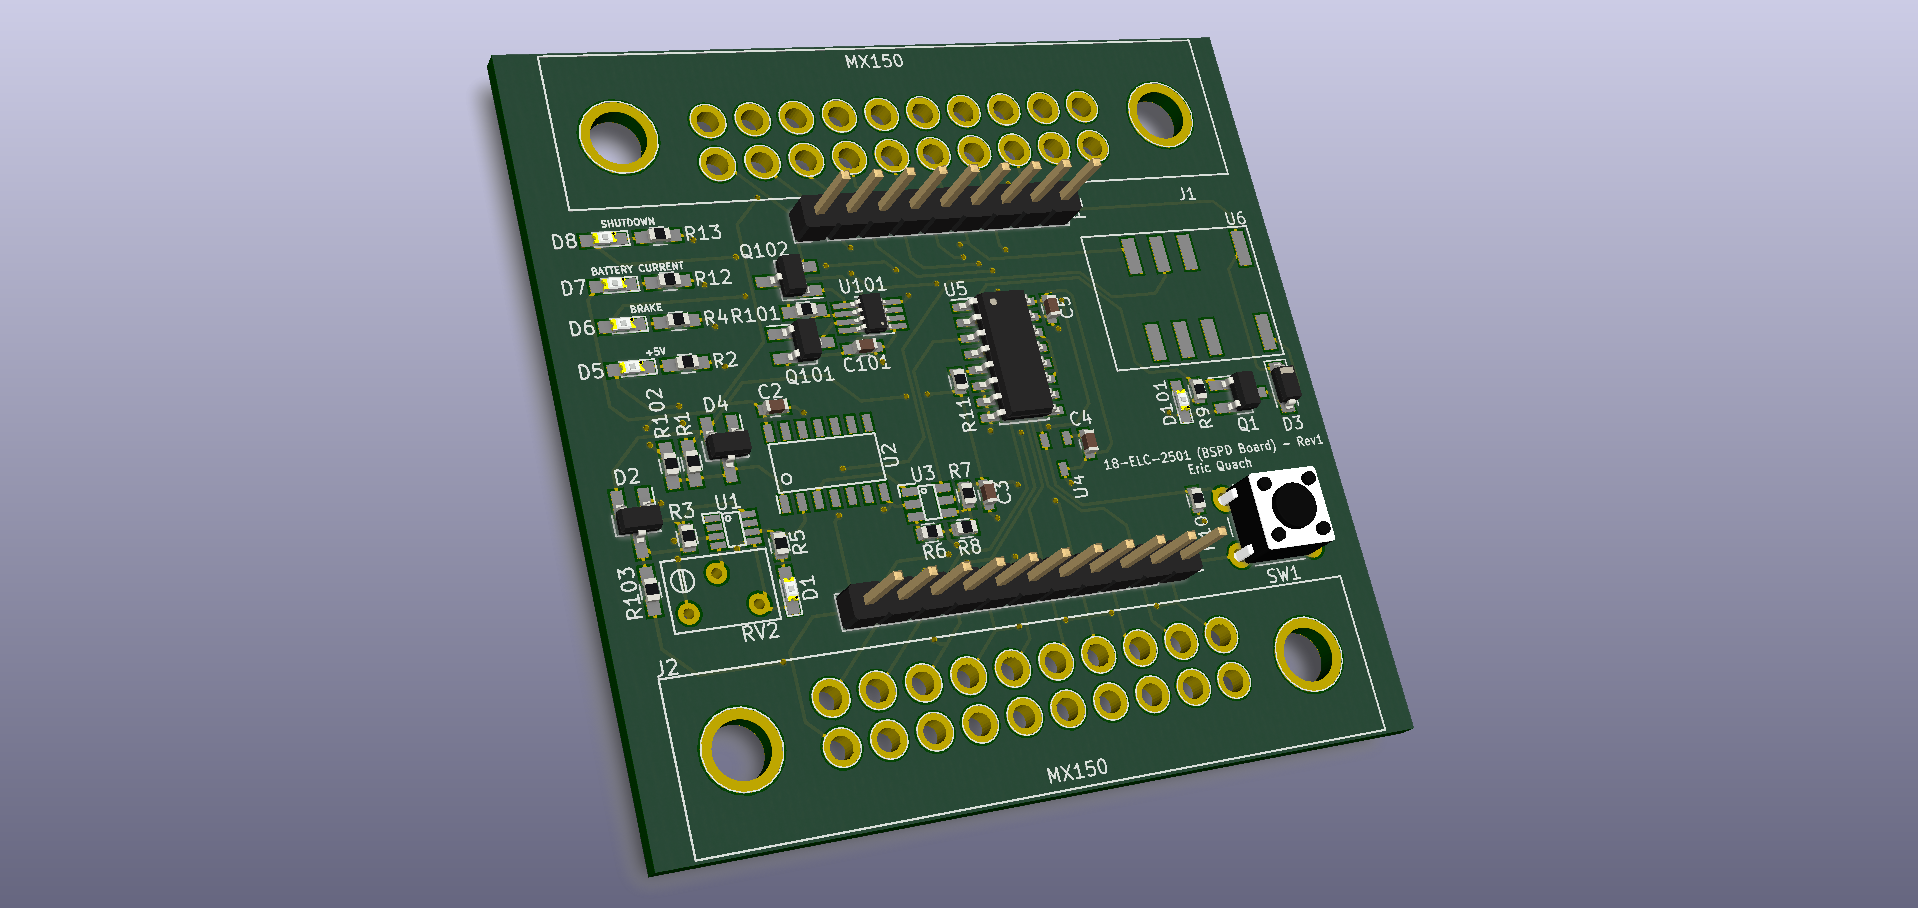 MX150
J1
SHUTDOWN
D8
R13
U6
BATTERY CURRENT
D7
R12
Q102
U101
U5
C5
BRAKE
D6
R4
R101
+5V
D5
R2
Q101
C101
R102
R1
D4
C2
R11
C4
D101
R9
Q1
D3
18-ELC-2501 (BSPD Board) - Rev1
Eric Quach
D2
U2
U3
R7
C3
U4
R3
U1
R5
R6
R8
SW1
R103
D1
RV2
J2
MX150